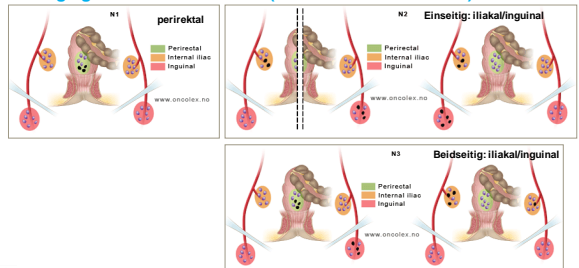 N1
perirektal
Perirectal
Internal iliac
Inguinal
www.oncolex.no
N2
Einseitig: iliakal/inguinal
Perirectal
Internal iliac
Inguinal
www.oncolex.no
N3
Beidseitig: iliakal/inguinal
Perirectal
Internal iliac
Inguinal
www.oncolex.no